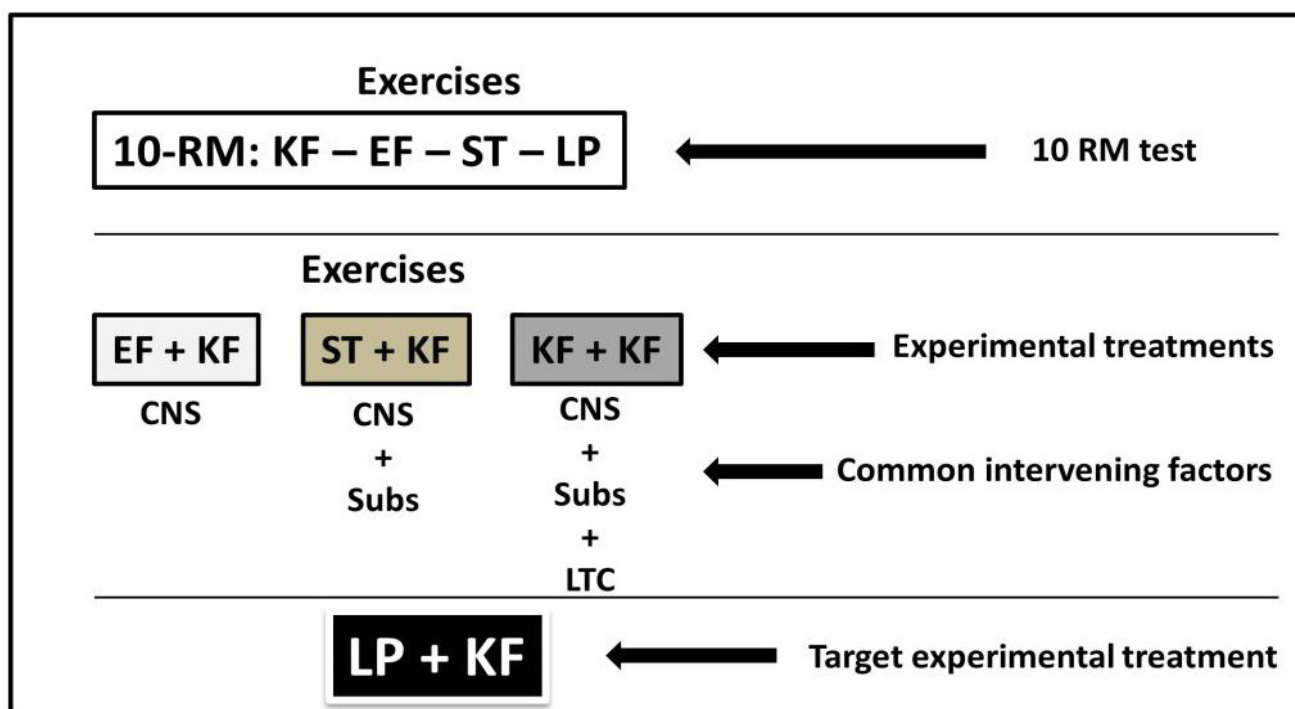 Exercises
10-RM: KF – EF – ST – LP
10 RM test
Exercises
EF + KF
ST + KF
KF + KF
Experimental treatments
CNS
CNS
+
Subs
CNS
+
Subs
+
LTC
Common intervening factors
LP + KF
Target experimental treatment